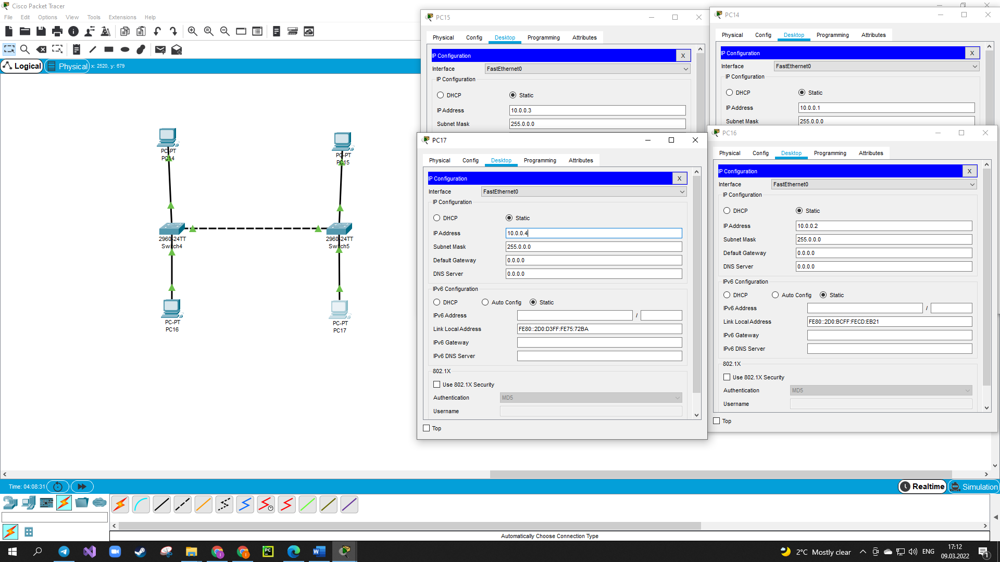 Cisco Packet Tracer
File Edit Options View Tools Extensions Help
Logical Physical x: 2520, y: 679
PC-PT
PC14
PC-PT
PC15
2960-24TT
Switch4
2960-24TT
Switch5
PC-PT
PC16
PC-PT
PC17
PC15
Physical Config Desktop Programming Attributes
IP Configuration X
Interface FastEthernet0
IP Configuration
DHCP Static
IP Address 10.0.0.3
Subnet Mask 255.0.0.0
PC14
Physical Config Desktop Programming Attributes
IP Configuration X
Interface FastEthernet0
IP Configuration
DHCP Static
IP Address 10.0.0.1
Subnet Mask 255.0.0.0
PC17
Physical Config Desktop Programming Attributes
IP Configuration X
Interface FastEthernet0
IP Configuration
DHCP Static
IP Address 10.0.0.4
Subnet Mask 255.0.0.0
Default Gateway 0.0.0.0
DNS Server 0.0.0.0
IPv6 Configuration
DHCP Auto Config Static
IPv6 Address /
Link Local Address FE80::2D0:D3FF:FE75:72BA
IPv6 Gateway
IPv6 DNS Server
802.1X
Use 802.1X Security
Authentication MD5
Username
Top
PC16
Physical Config Desktop Programming Attributes
IP Configuration X
Interface FastEthernet0
IP Configuration
DHCP Static
IP Address 10.0.0.2
Subnet Mask 255.0.0.0
Default Gateway 0.0.0.0
DNS Server 0.0.0.0
IPv6 Configuration
DHCP Auto Config Static
IPv6 Address /
Link Local Address FE80::2D0:BCFF:FECD:EB21
IPv6 Gateway
IPv6 DNS Server
802.1X
Use 802.1X Security
Authentication MD5
Username
Top
Time: 04:08:31
Realtime Simulation
Automatically Choose Connection Type
2°C Mostly clear
ENG
17:12
09.03.2022
1